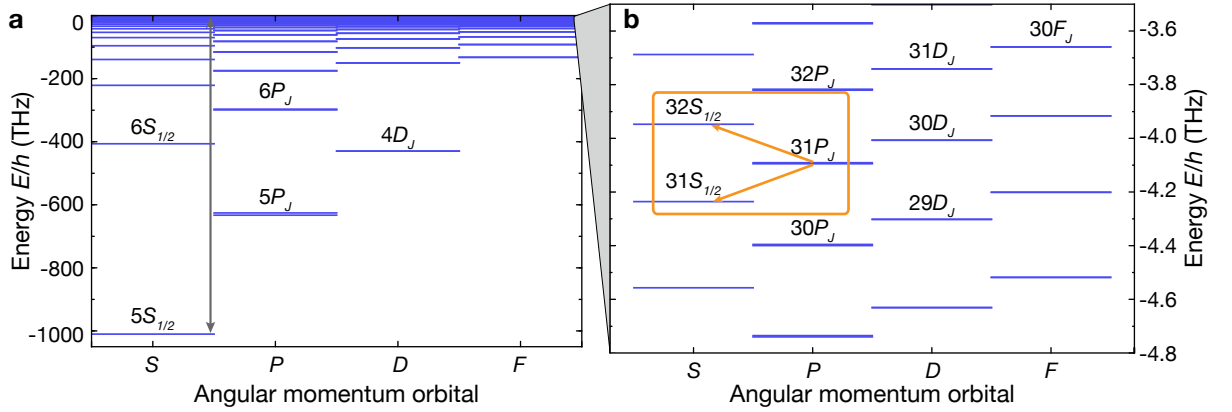 a
Energy E/h (THz)
0
-200
-400
-600
-800
-1000
6S1/2
5S1/2
6PJ
5PJ
4DJ
S P D F
Angular momentum orbital
b
32S1/2
31S1/2
32PJ
31PJ
30PJ
31DJ
30DJ
29DJ
30FJ
-3.6
-3.8
-4.0
-4.2
-4.4
-4.6
-4.8
Energy E/h (THz)
S P D F
Angular momentum orbital